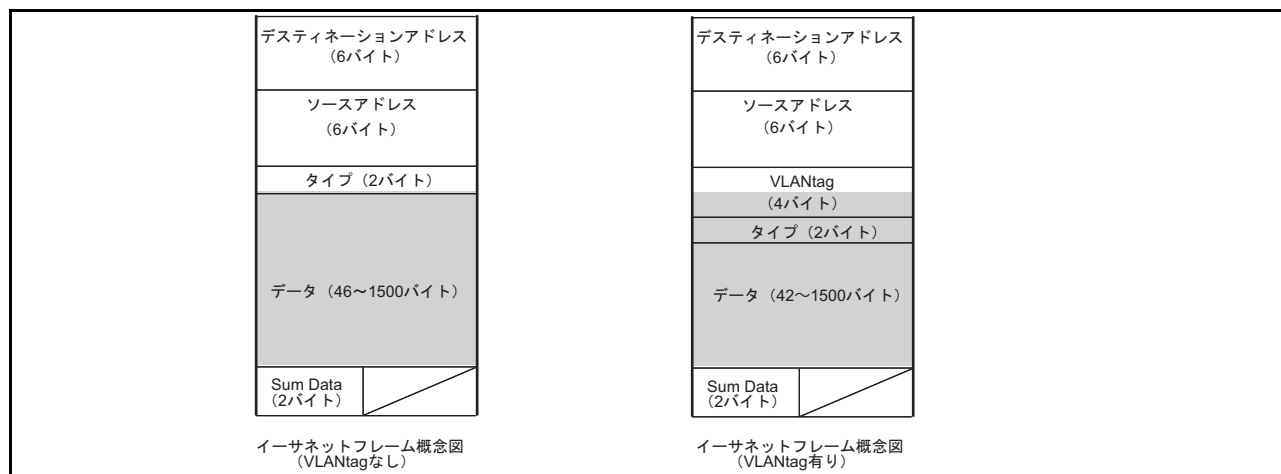 デスティネーションアドレス
(6バイト)
ソースアドレス
(6バイト)
タイプ(2バイト)
データ(46~1500バイト)
Sum Data
(2バイト)
イーサネットフレーム概念図
(VLANtagなし)
デスティネーションアドレス
(6バイト)
ソースアドレス
(6バイト)
VLANtag
(4バイト)
タイプ(2バイト)
データ(42~1500バイト)
Sum Data
(2バイト)
イーサネットフレーム概念図
(VLANtag有り)